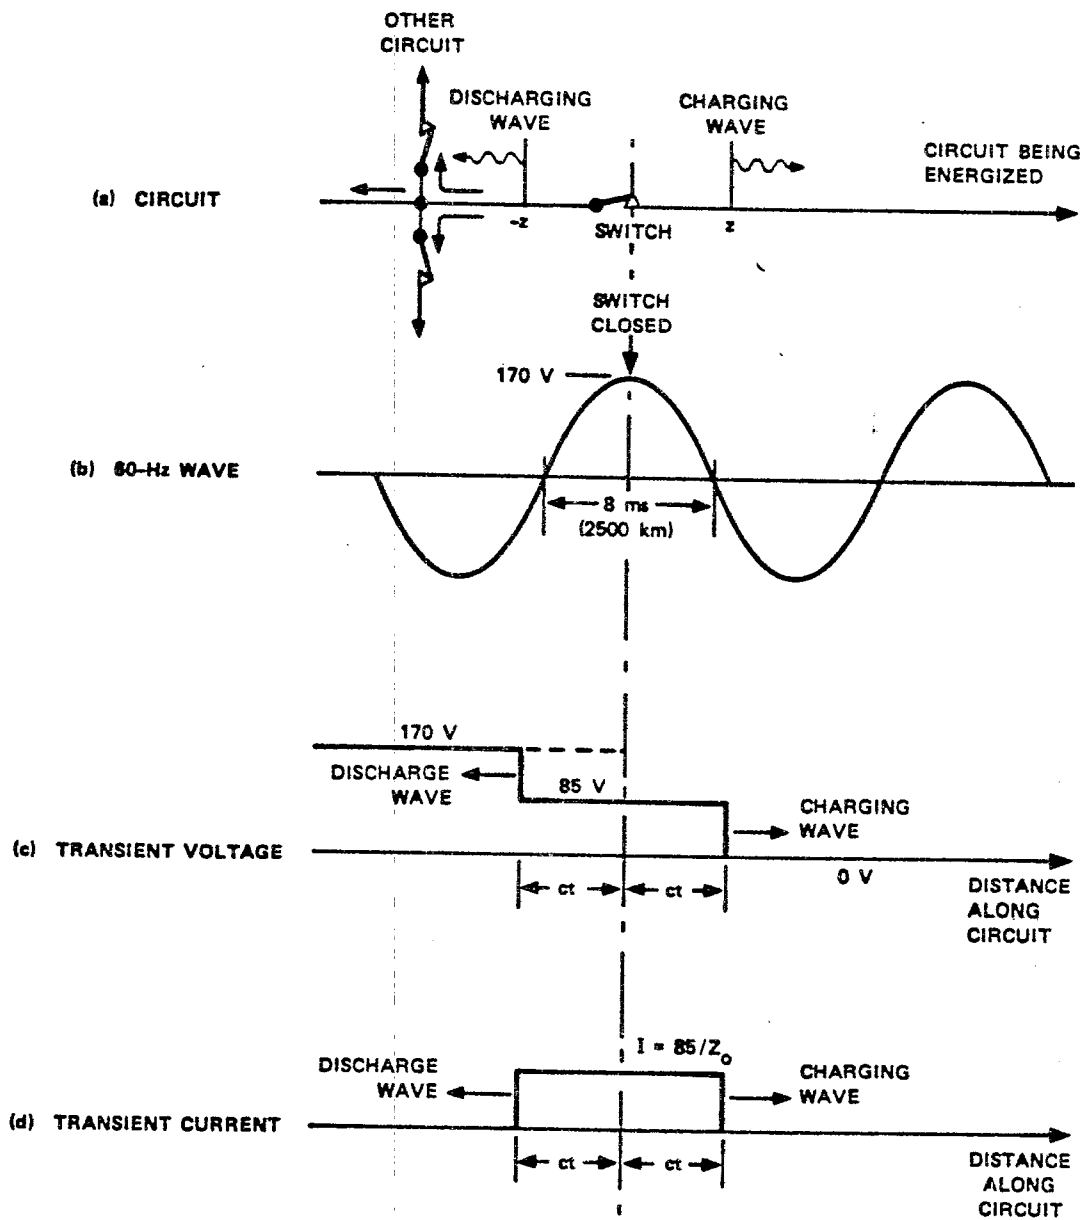 OTHER
CIRCUIT
DISCHARGING
WAVE
CHARGING
WAVE
CIRCUIT BEING
ENERGIZED
(a) CIRCUIT
-z
SWITCH
z
SWITCH
CLOSED
170 V
(b) 60-Hz WAVE
8 ms
(2500 km)
170 V
DISCHARGE
WAVE
85 V
CHARGING
WAVE
(c) TRANSIENT VOLTAGE
0 V
ct
ct
DISTANCE
ALONG
CIRCUIT
I = 85/Zo
DISCHARGE
WAVE
CHARGING
WAVE
(d) TRANSIENT CURRENT
ct
ct
DISTANCE
ALONG
CIRCUIT